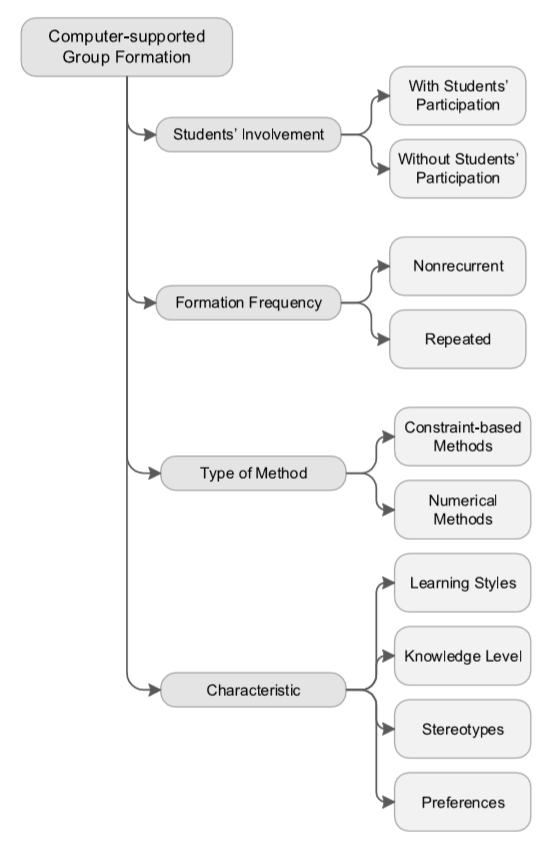 Computer-supported
Group Formation
Students' Involvement
With Students'
Participation
Without Students'
Participation
Formation Frequency
Nonrecurrent
Repeated
Type of Method
Constraint-based
Methods
Numerical
Methods
Characteristic
Learning Styles
Knowledge Level
Stereotypes
Preferences